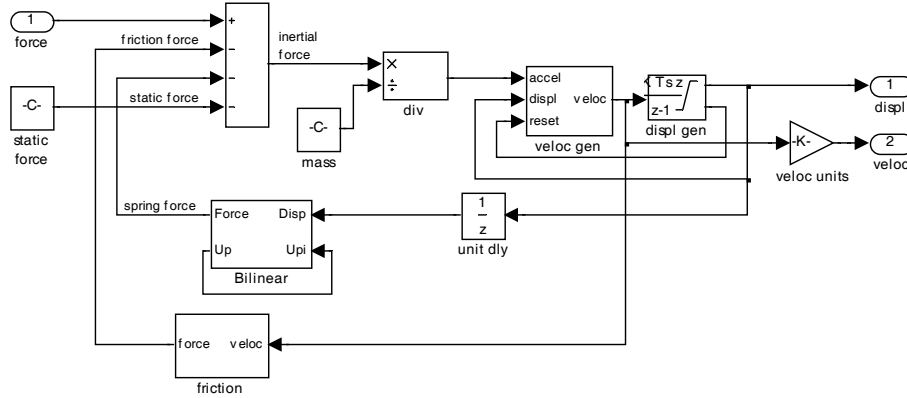 1
force
+
−
−
−
friction force
static force
-C-
static
force
inertial
force
×
÷
div
-C-
mass
accel
displ
reset
veloc
veloc gen
K Ts z
z-1
displ gen
1
displ
-K-
veloc units
2
veloc
spring force
Force
Disp
Up
Upi
Bilinear
1
z
unit dly
force
veloc
friction